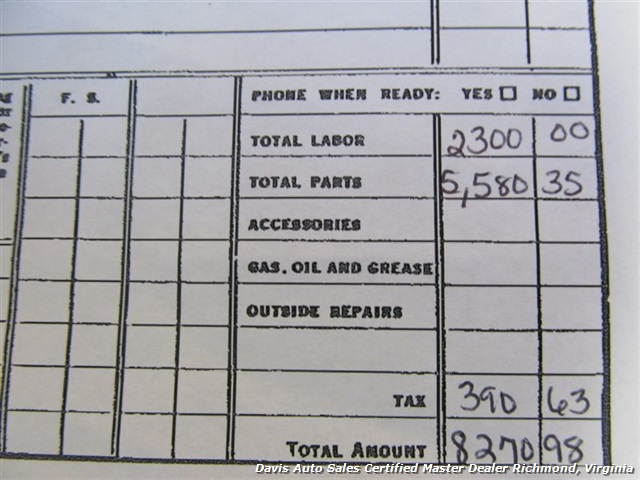 F. S. PHONE WHEN READY: YES NO
TOTAL LABOR 2300 00
TOTAL PARTS 5,580 35
ACCESSORIES
GAS, OIL AND GREASE
OUTSIDE REPAIRS
TAX 390 63
TOTAL AMOUNT 8270 98
Davis Auto Sales Certified Master Dealer Richmond, Virginia